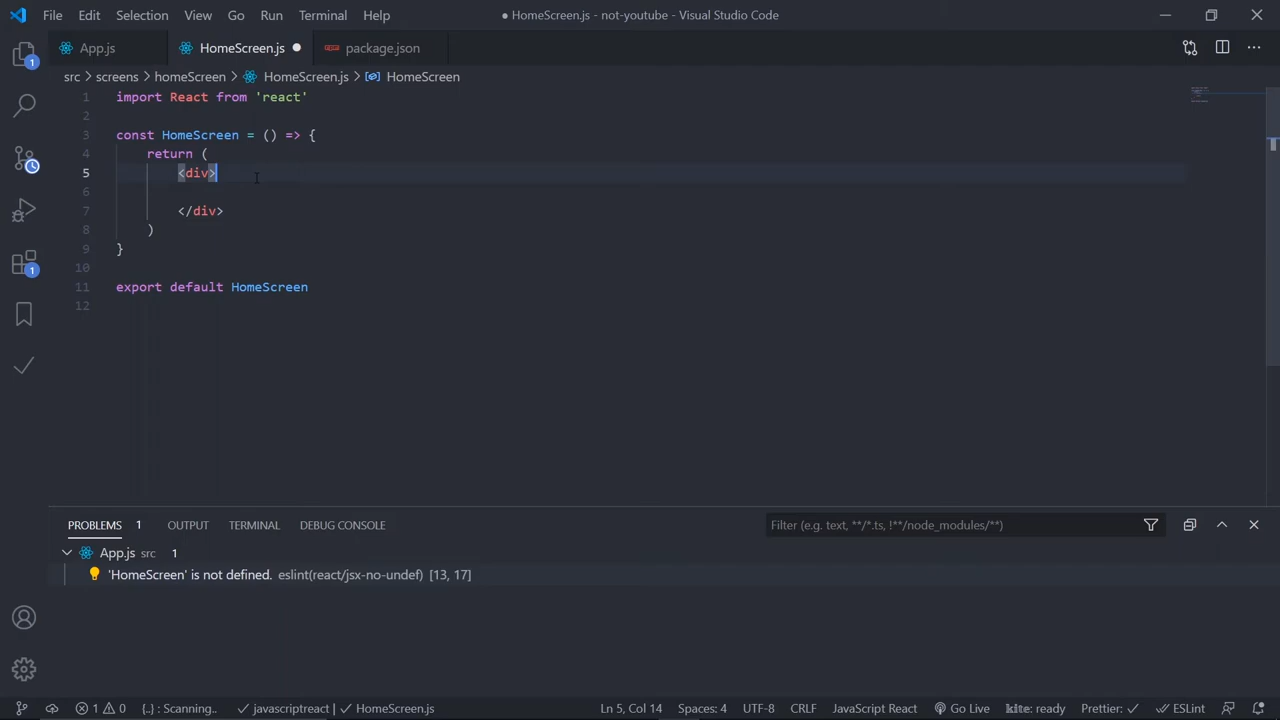 File Edit Selection View Go Run Terminal Help ● HomeScreen.js - not-youtube - Visual Studio Code
App.js HomeScreen.js ● package.json
src > screens > homeScreen > HomeScreen.js > HomeScreen
1 import React from 'react'
2
3 const HomeScreen = () => {
4 return (
5 <div>
6
7 </div>
8 )
9 }
10
11 export default HomeScreen
12
PROBLEMS 1 OUTPUT TERMINAL DEBUG CONSOLE Filter (e.g. text, **/*.ts, !**/node_modules/**)
App.js src 1
'HomeScreen' is not defined. eslint(react/jsx-no-undef) [13, 17]
1 0 {..} : Scanning.. ✓ javascriptreact | ✓ HomeScreen.js Ln 5, Col 14 Spaces: 4 UTF-8 CRLF JavaScript React Go Live kite: ready Prettier: ✓ ESLint